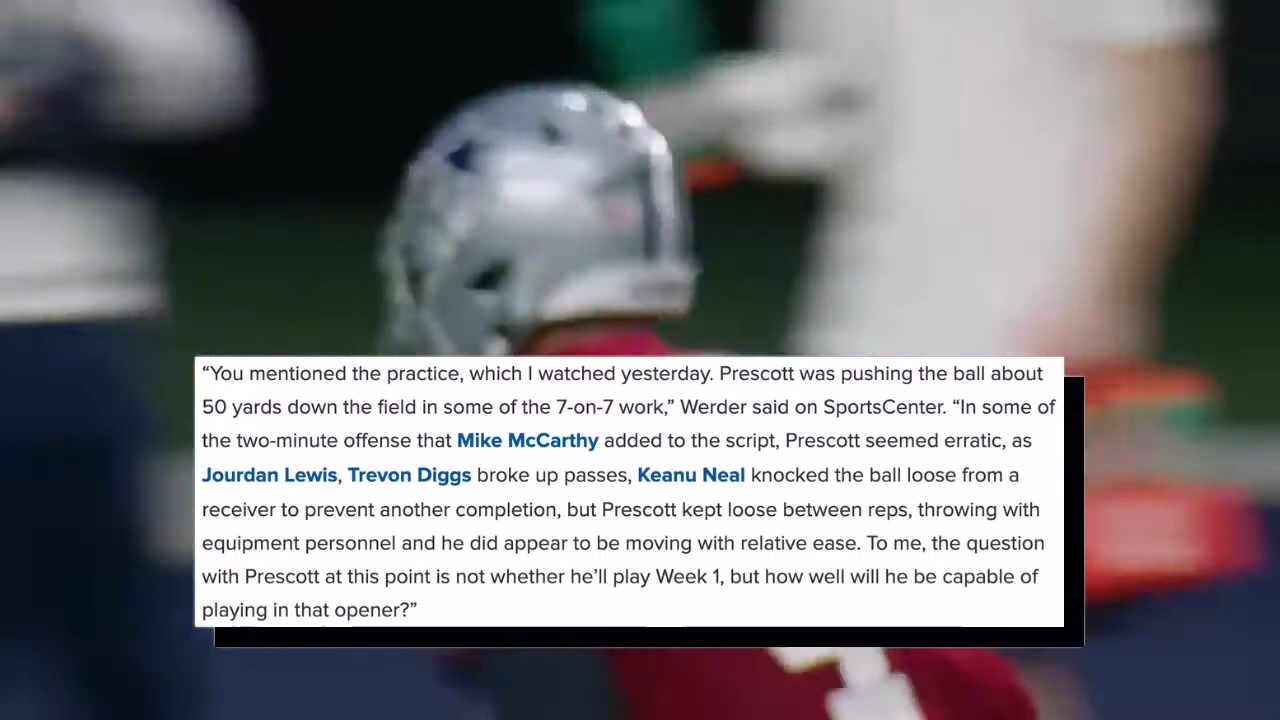 “You mentioned the practice, which I watched yesterday. Prescott was pushing the ball about
50 yards down the field in some of the 7-on-7 work,” Werder said on SportsCenter. “In some of
the two-minute offense that Mike McCarthy added to the script, Prescott seemed erratic, as
Jourdan Lewis, Trevon Diggs broke up passes, Keanu Neal knocked the ball loose from a
receiver to prevent another completion, but Prescott kept loose between reps, throwing with
equipment personnel and he did appear to be moving with relative ease. To me, the question
with Prescott at this point is not whether he’ll play Week 1, but how well will he be capable of
playing in that opener?”